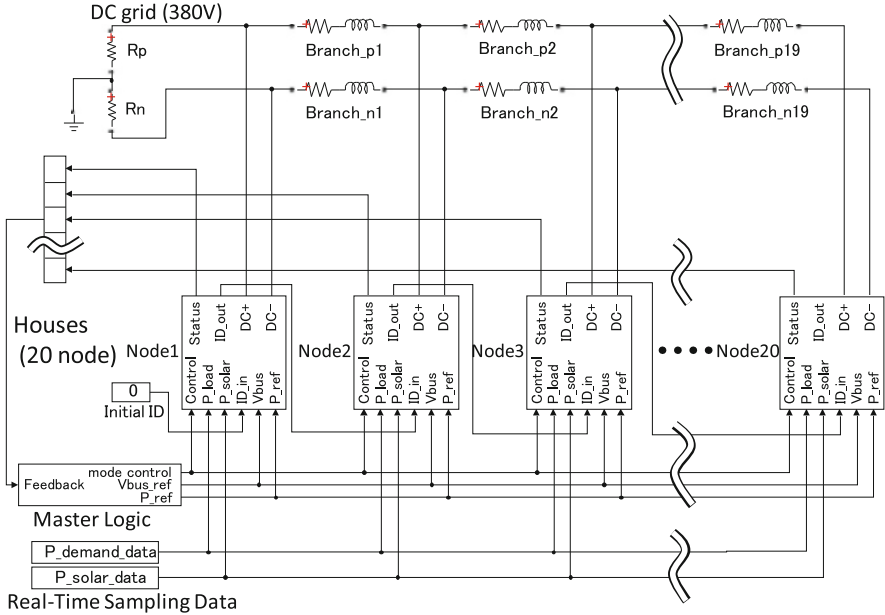 DC grid (380V)
Rp
Rn
Branch_p1
Branch_p2
Branch_p19
Branch_n1
Branch_n2
Branch_n19
Houses
(20 node)
Node1
Status
ID_out
DC+
DC−
Control
P_load
P_solar
ID_in
Vbus
P_ref
Node2
Status
ID_out
DC+
DC−
Control
P_load
P_solar
ID_in
Vbus
P_ref
Node3
Status
ID_out
DC+
DC−
Control
P_load
P_solar
ID_in
Vbus
P_ref
Node20
Status
ID_out
DC+
DC−
Control
P_load
P_solar
ID_in
Vbus
P_ref
0
Initial ID
mode control
Feedback
Vbus_ref
P_ref
Master Logic
P_demand_data
P_solar_data
Real-Time Sampling Data